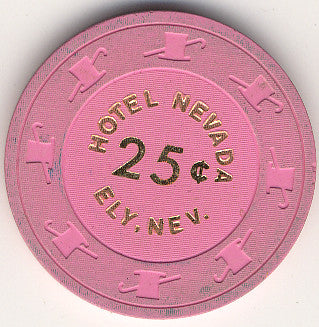 HOTEL NEVADA
25¢
ELY, NEV.